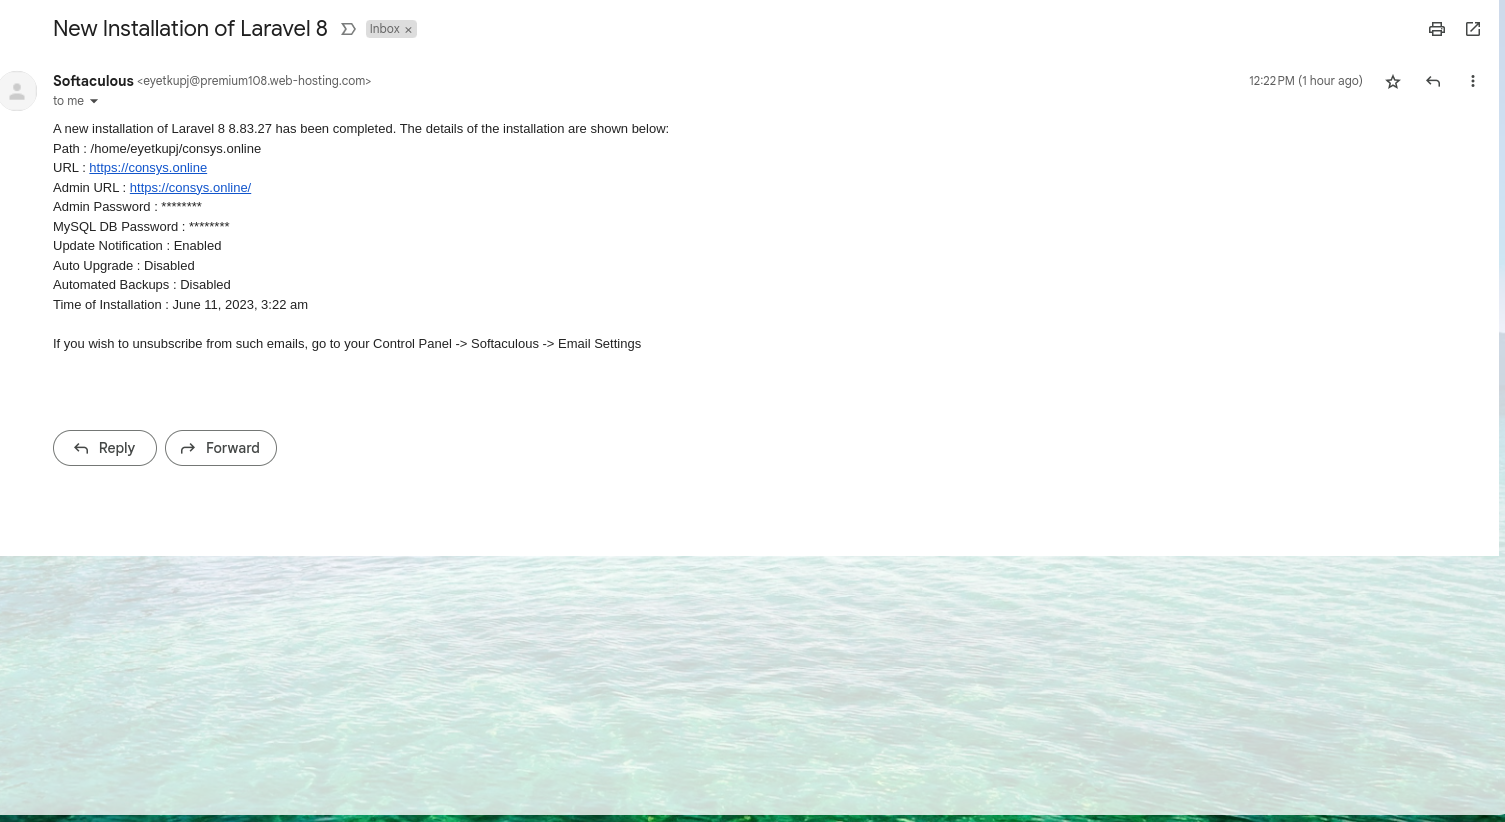 New Installation of Laravel 8 Inbox ×
Softaculous <eyetkupj@premium108.web-hosting.com> 12:22 PM (1 hour ago)
to me
A new installation of Laravel 8 8.83.27 has been completed. The details of the installation are shown below:
Path : /home/eyetkupj/consys.online
URL : https://consys.online
Admin URL : https://consys.online/
Admin Password : ********
MySQL DB Password : ********
Update Notification : Enabled
Auto Upgrade : Disabled
Automated Backups : Disabled
Time of Installation : June 11, 2023, 3:22 am
If you wish to unsubscribe from such emails, go to your Control Panel -> Softaculous -> Email Settings
Reply Forward